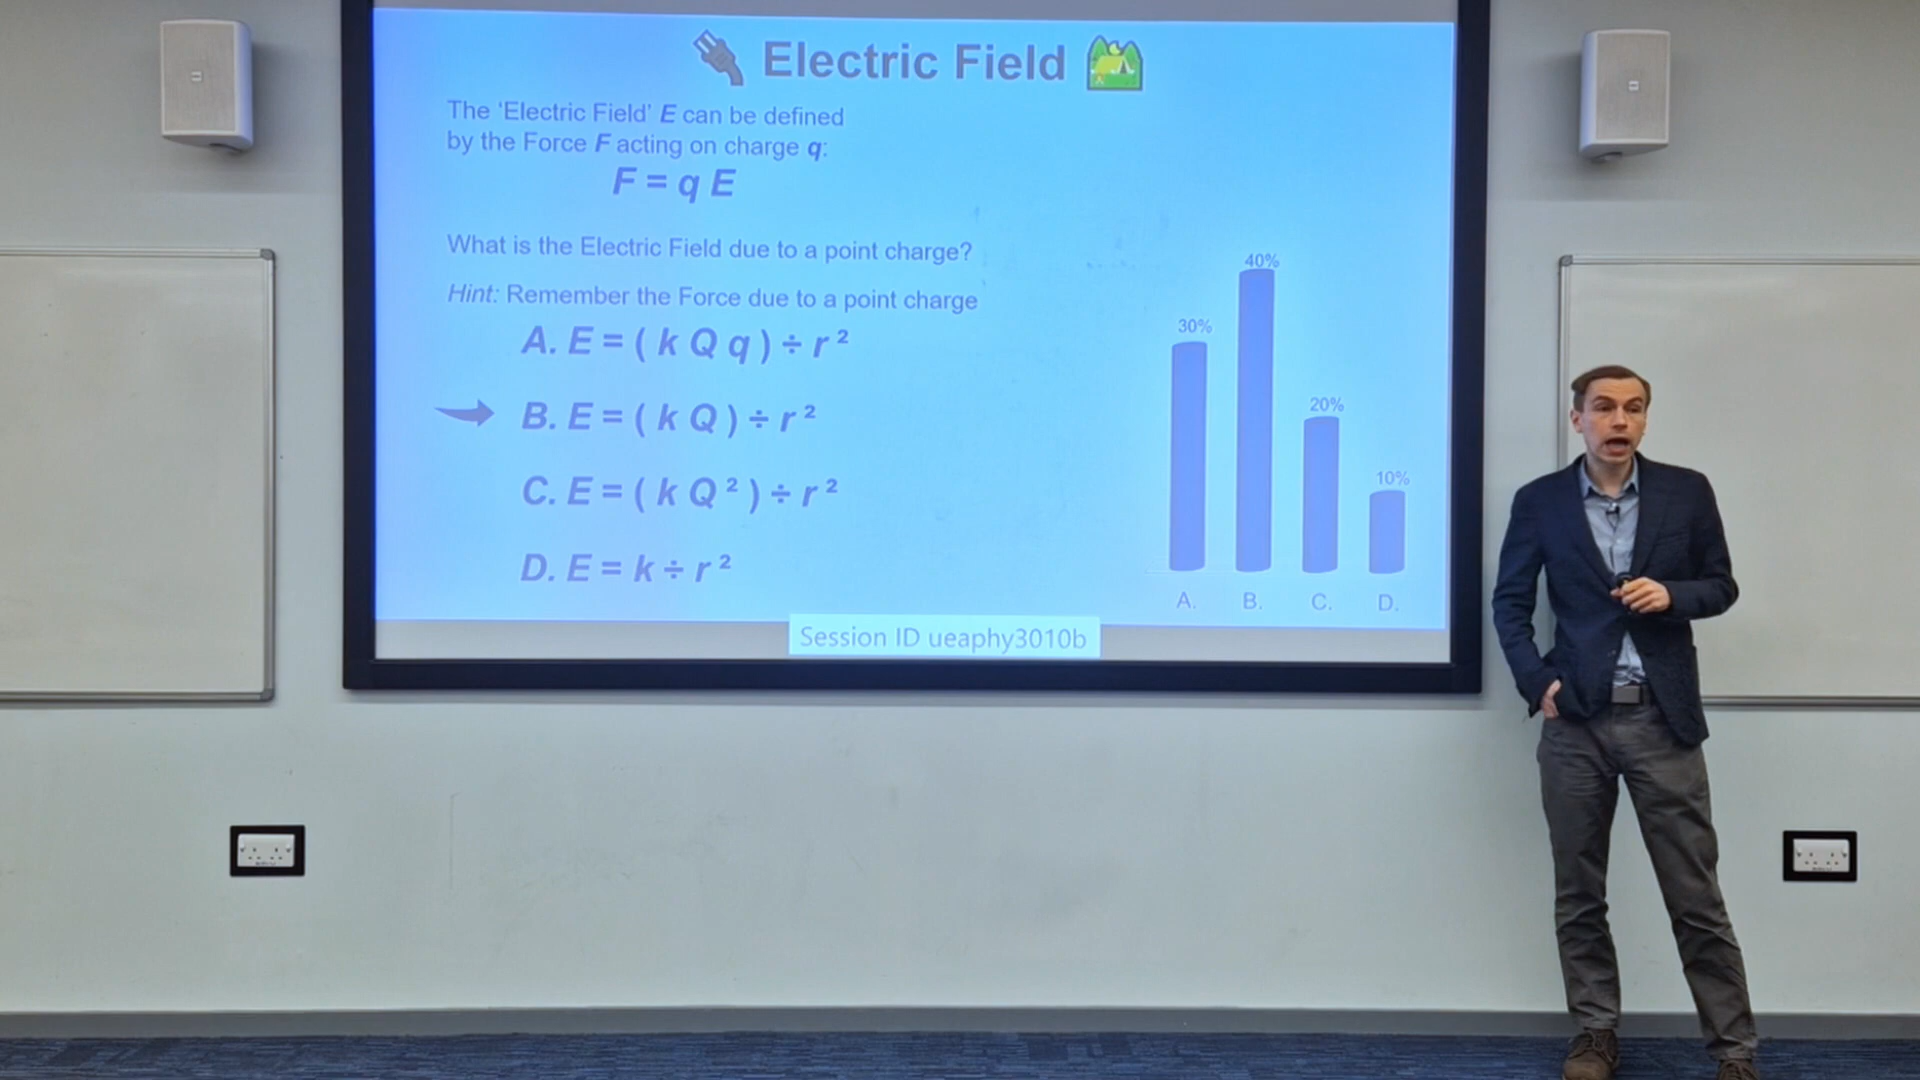 Electric Field
The ‘Electric Field’ E can be defined
by the Force F acting on charge q:
F = q E
What is the Electric Field due to a point charge?
Hint: Remember the Force due to a point charge
A. E = ( k Q q ) ÷ r ²
B. E = ( k Q ) ÷ r ²
C. E = ( k Q ² ) ÷ r ²
D. E = k ÷ r ²
30%
40%
20%
10%
A. B. C. D.
Session ID ueaphy3010b